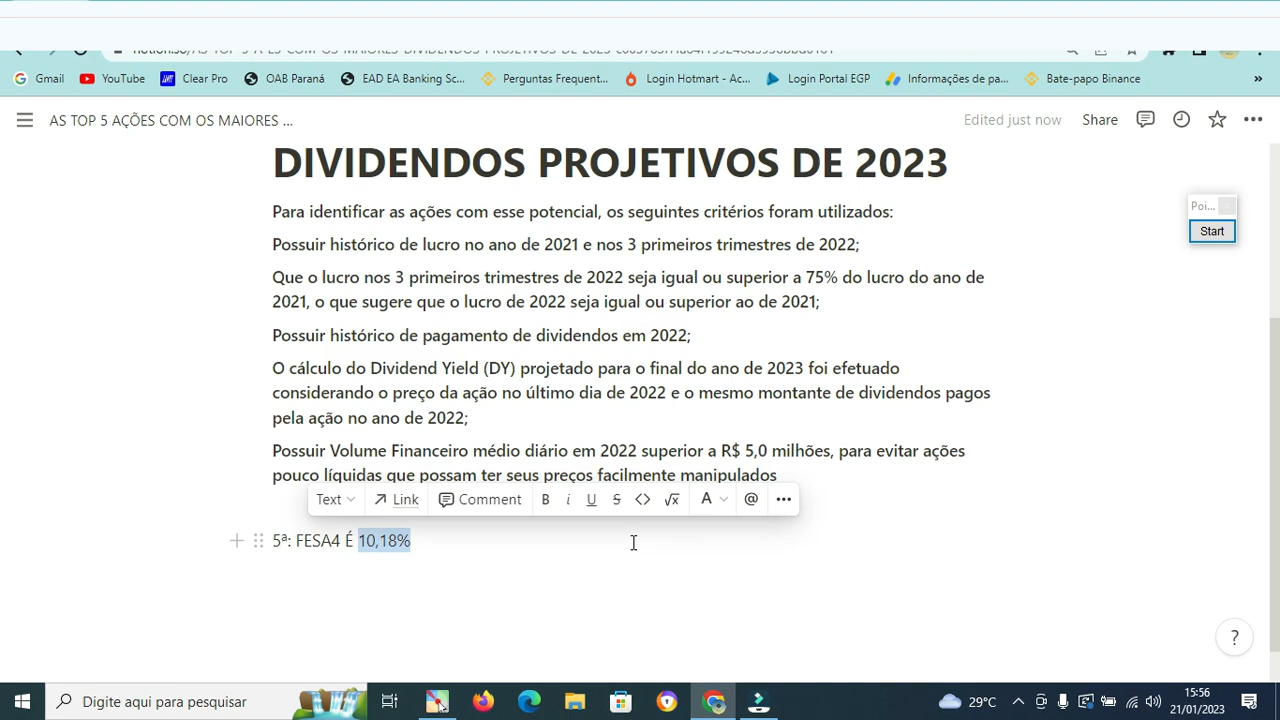 Gmail YouTube Clear Pro OAB Paraná EAD EA Banking Sc... Perguntas Frequent... Login Hotmart - Ac... Login Portal EGP Informações de pa... Bate-papo Binance »
AS TOP 5 AÇÕES COM OS MAIORES ... Edited just now Share
DIVIDENDOS PROJETIVOS DE 2023
Para identificar as ações com esse potencial, os seguintes critérios foram utilizados:
Poi...
Start
Possuir histórico de lucro no ano de 2021 e nos 3 primeiros trimestres de 2022;
Que o lucro nos 3 primeiros trimestres de 2022 seja igual ou superior a 75% do lucro do ano de
2021, o que sugere que o lucro de 2022 seja igual ou superior ao de 2021;
Possuir histórico de pagamento de dividendos em 2022;
O cálculo do Dividend Yield (DY) projetado para o final do ano de 2023 foi efetuado
considerando o preço da ação no último dia de 2022 e o mesmo montante de dividendos pagos
pela ação no ano de 2022;
Possuir Volume Financeiro médio diário em 2022 superior a R$ 5,0 milhões, para evitar ações
pouco líquidas que possam ter seus preços facilmente manipulados
Text Link Comment B i U S <> √x A @ •••
5ª: FESA4 É 10,18%
?
Digite aqui para pesquisar 29°C 15:56
21/01/2023